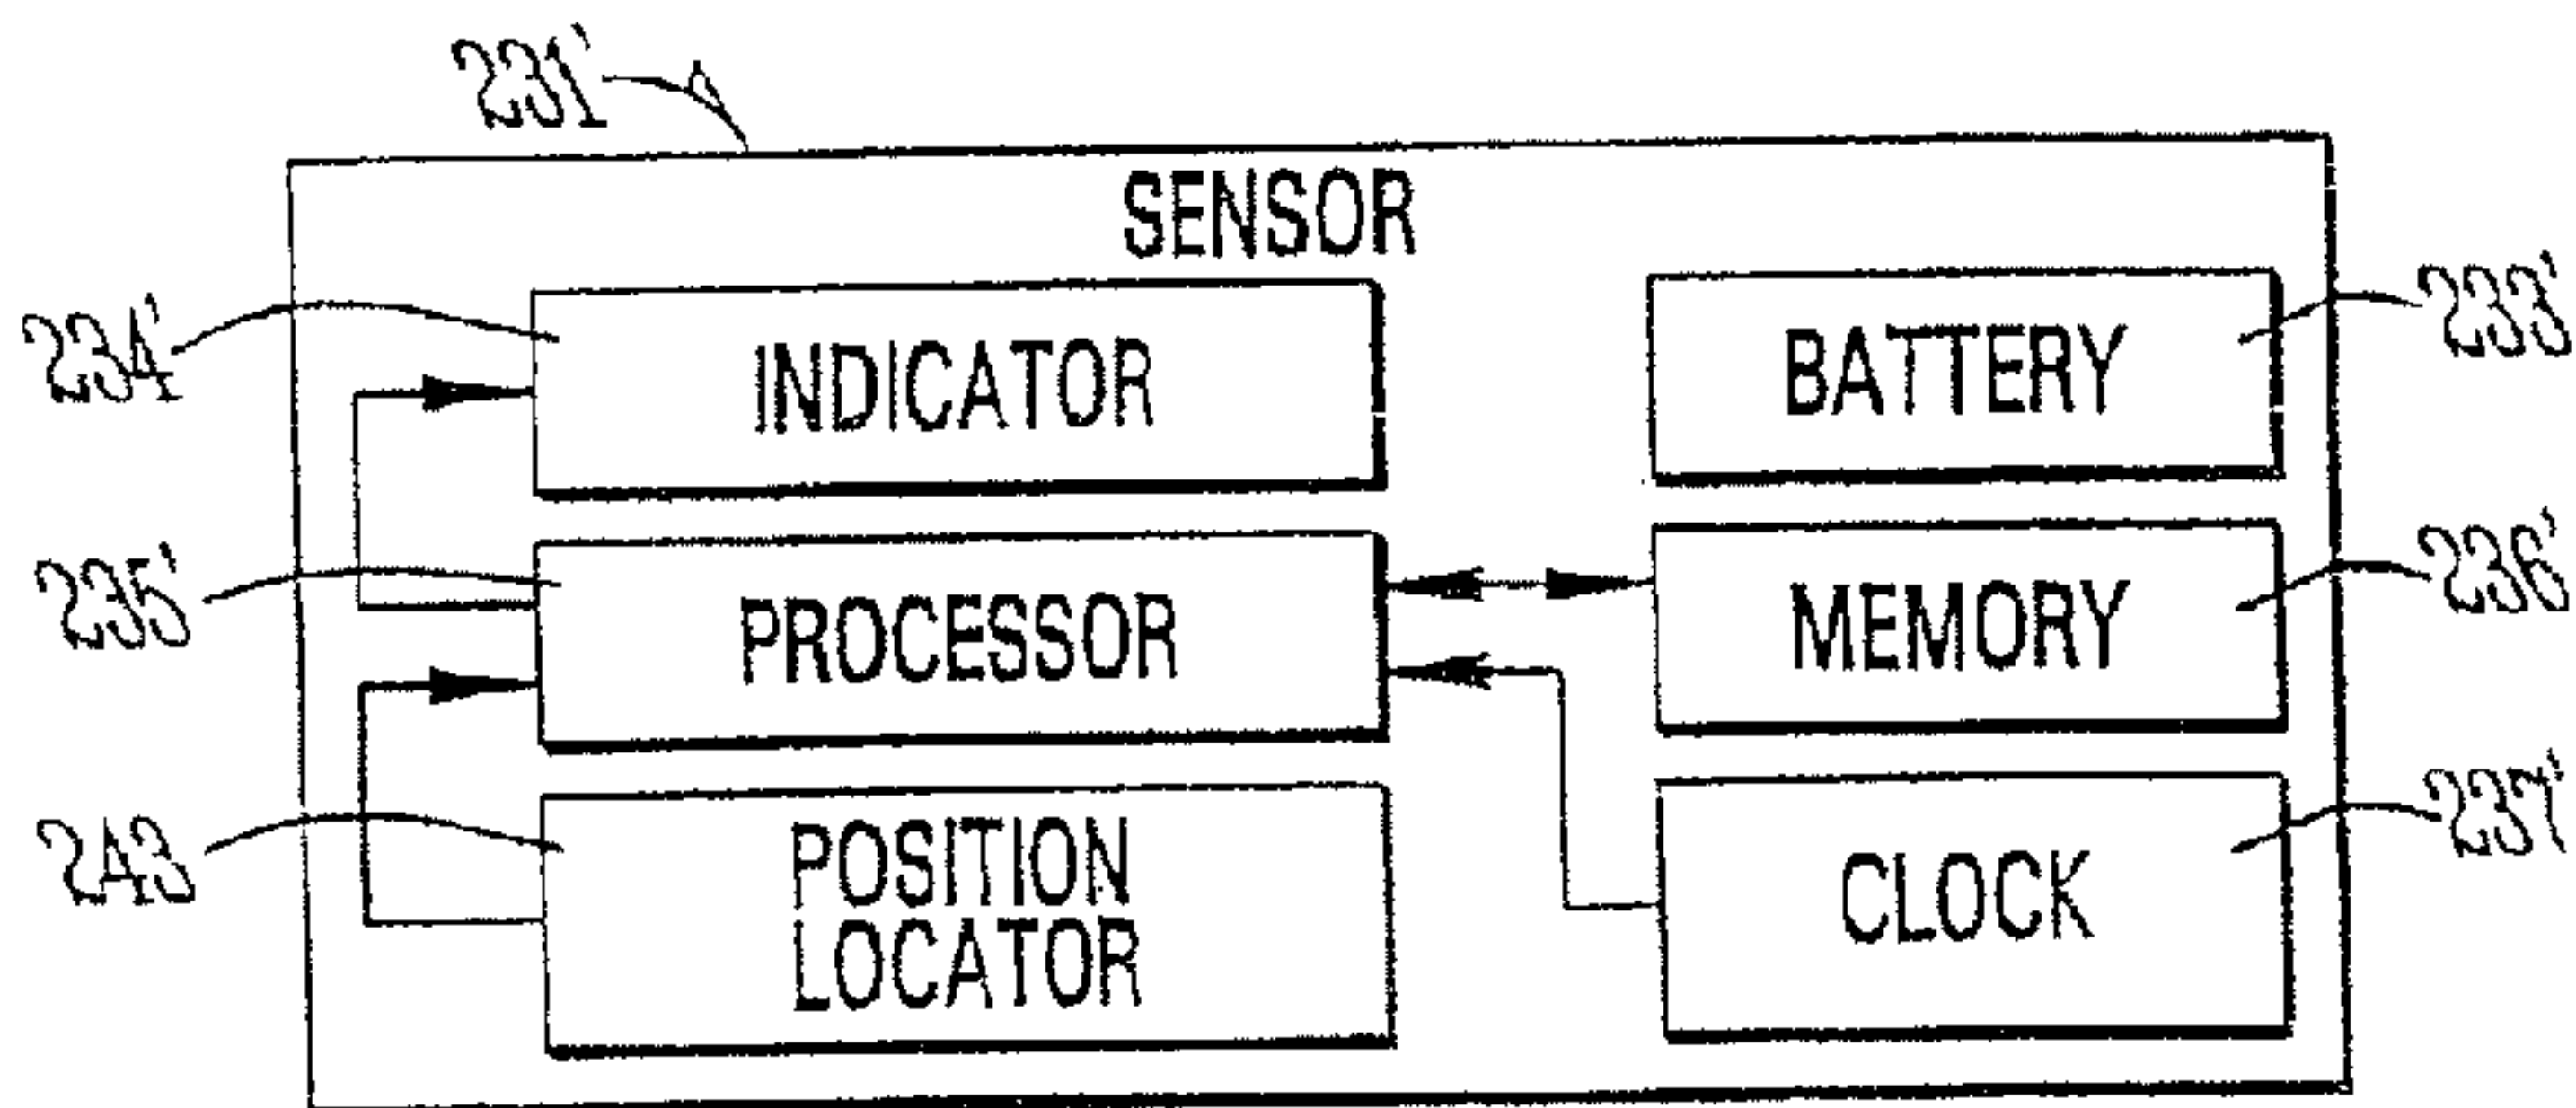 231'
SENSOR
234'
INDICATOR
BATTERY
233'
235'
PROCESSOR
MEMORY
236'
243
POSITION
LOCATOR
CLOCK
237'